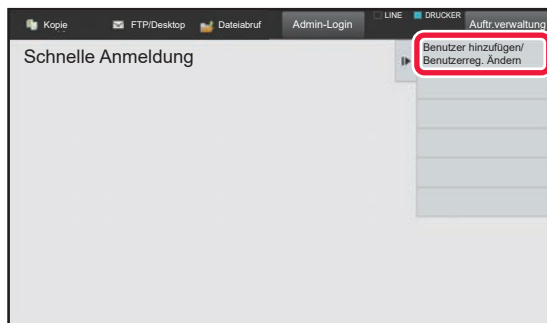 Kopie
FTP/Desktop
Dateiabruf
Admin-Login
LINE
DRUCKER
Auftr.verwaltung
Schnelle Anmeldung
Benutzer hinzufügen/
Benutzerreg. Ändern